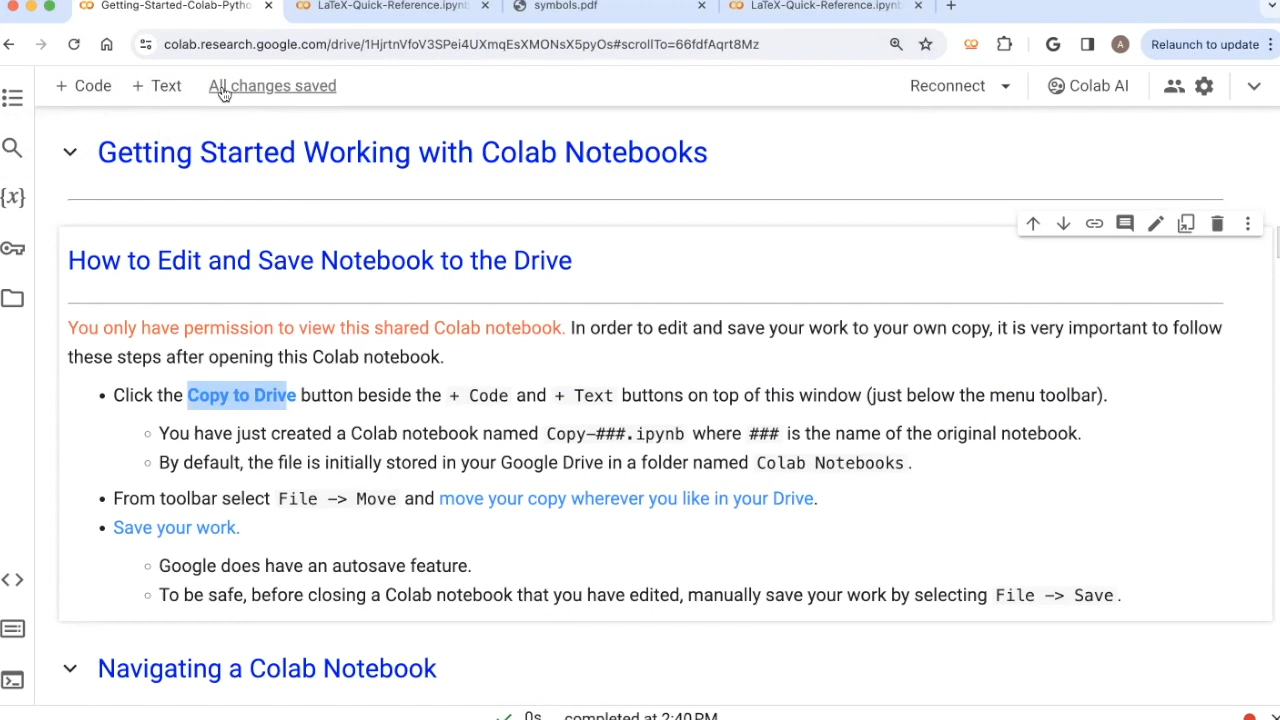 Getting-Started-Colab-Pytho
LaTeX-Quick-Reference.ipynb
symbols.pdf
LaTeX-Quick-Reference.ipynb
colab.research.google.com/drive/1HjrtnVfoV3SPei4UXmqEsXMONsX5pyOs#scrollTo=66fdfAqrt8Mz
A
Relaunch to update
+ Code + Text All changes saved
Reconnect
Colab AI
Getting Started Working with Colab Notebooks
How to Edit and Save Notebook to the Drive
You only have permission to view this shared Colab notebook. In order to edit and save your work to your own copy, it is very important to follow
these steps after opening this Colab notebook.
• Click the Copy to Drive button beside the + Code and + Text buttons on top of this window (just below the menu toolbar).
◦ You have just created a Colab notebook named Copy-###.ipynb where ### is the name of the original notebook.
◦ By default, the file is initially stored in your Google Drive in a folder named Colab Notebooks.
• From toolbar select File -> Move and move your copy wherever you like in your Drive.
• Save your work.
◦ Google does have an autosave feature.
◦ To be safe, before closing a Colab notebook that you have edited, manually save your work by selecting File -> Save.
Navigating a Colab Notebook
0s completed at 2:40 PM